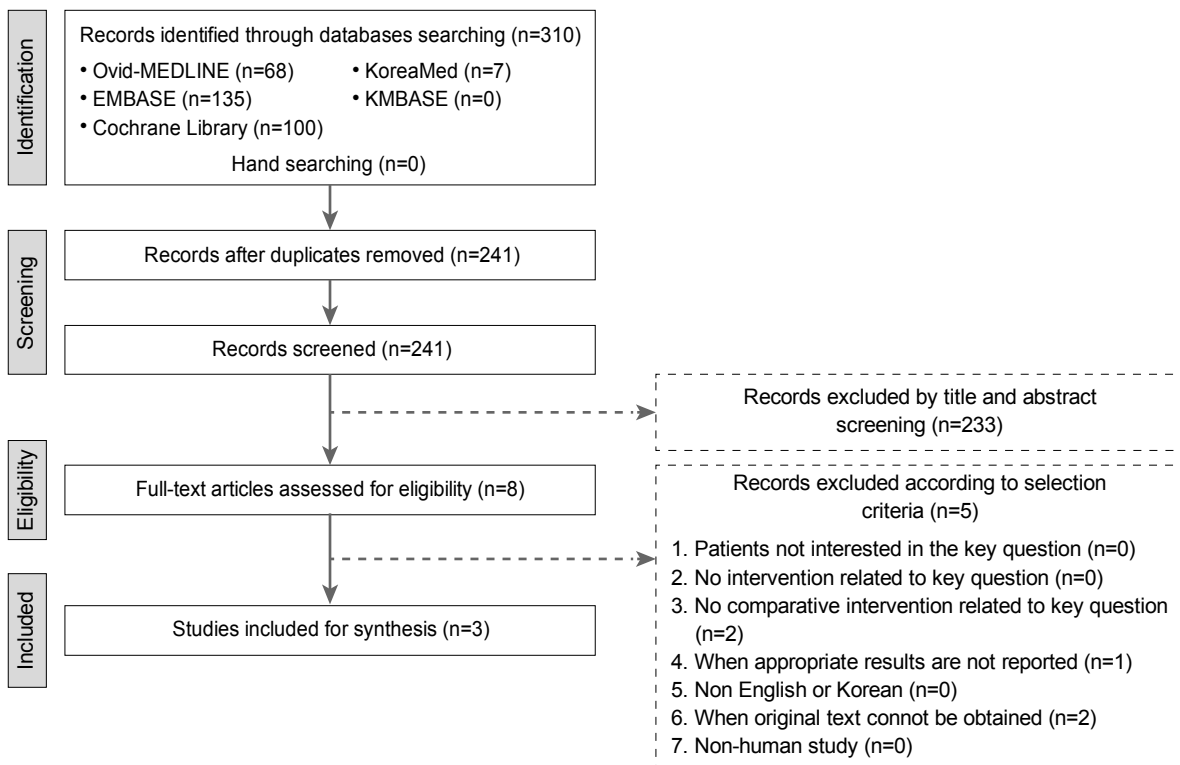 Identification
Records identified through databases searching (n=310)
• Ovid-MEDLINE (n=68)
• EMBASE (n=135)
• Cochrane Library (n=100)
• KoreaMed (n=7)
• KMBASE (n=0)
Hand searching (n=0)
Screening
Records after duplicates removed (n=241)
Records screened (n=241)
Records excluded by title and abstract
screening (n=233)
Eligibility
Full-text articles assessed for eligibility (n=8)
Records excluded according to selection
criteria (n=5)
1. Patients not interested in the key question (n=0)
2. No intervention related to key question (n=0)
3. No comparative intervention related to key question
(n=2)
4. When appropriate results are not reported (n=1)
5. Non English or Korean (n=0)
6. When original text connot be obtained (n=2)
7. Non-human study (n=0)
Included
Studies included for synthesis (n=3)